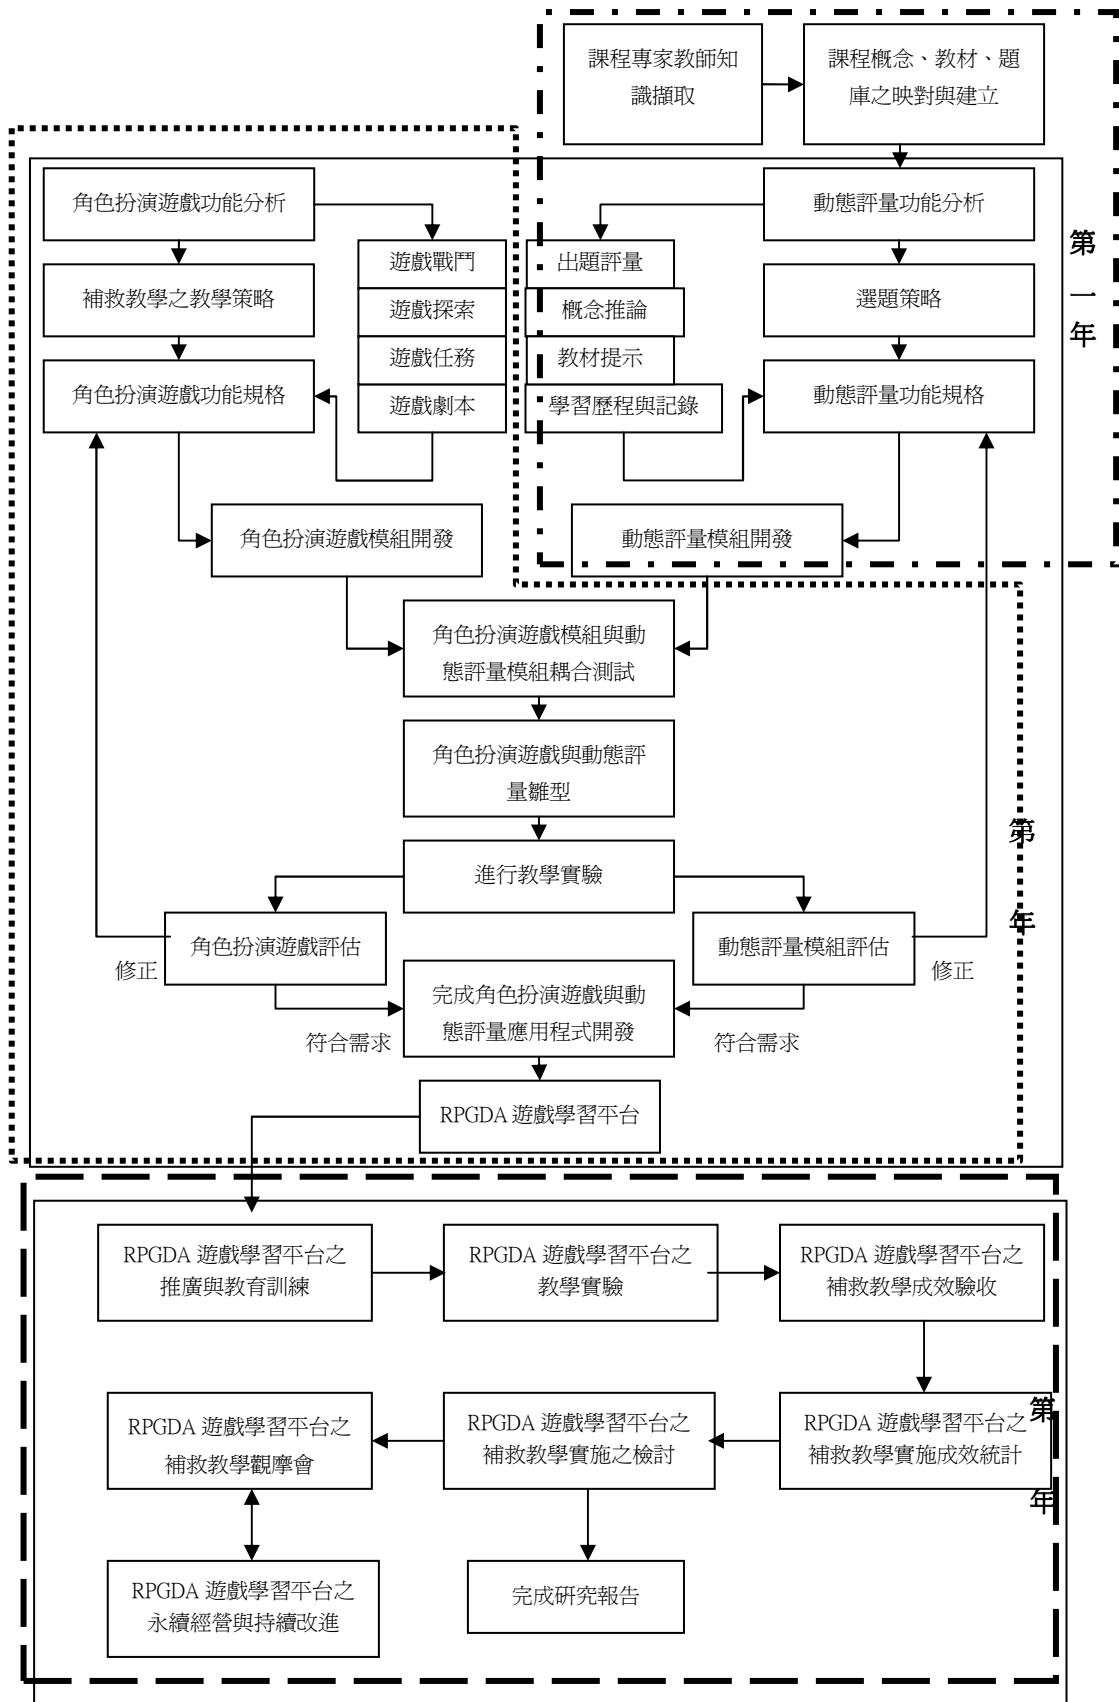 課程專家教師知
識擷取
課程概念、教材、題
庫之映對與建立
角色扮演遊戲功能分析
動態評量功能分析
第
一
年
遊戲戰鬥
出題評量
補救教學之教學策略
遊戲探索
概念推論
選題策略
遊戲任務
教材提示
角色扮演遊戲功能規格
遊戲劇本
學習歷程與記錄
動態評量功能規格
角色扮演遊戲模組開發
動態評量模組開發
角色扮演遊戲模組與動
態評量模組耦合測試
角色扮演遊戲與動態評
量雛型
第
年
進行教學實驗
角色扮演遊戲評估
動態評量模組評估
修正
修正
完成角色扮演遊戲與動
態評量應用程式開發
符合需求
符合需求
RPGDA 遊戲學習平台
RPGDA 遊戲學習平台之
推廣與教育訓練
RPGDA 遊戲學習平台之
教學實驗
RPGDA 遊戲學習平台之
補救教學成效驗收
RPGDA 遊戲學習平台之
補救教學觀摩會
RPGDA 遊戲學習平台之
補救教學實施之檢討
RPGDA 遊戲學習平台之
補救教學實施成效統計
第
年
RPGDA 遊戲學習平台之
永續經營與持續改進
完成研究報告